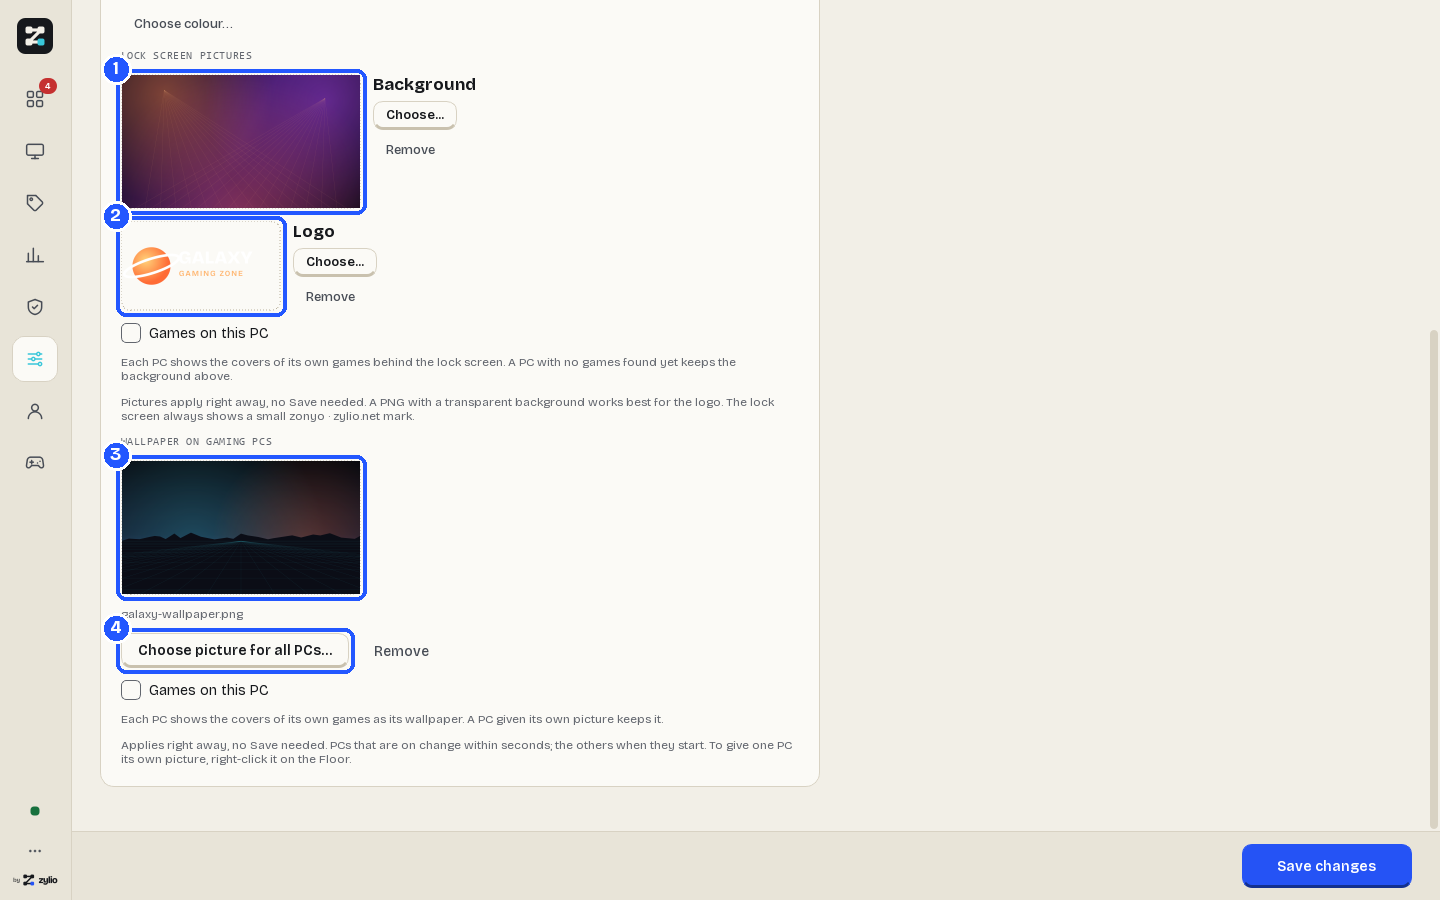 4
Choose colour...
LOCK SCREEN PICTURES
1
Background
Choose...
Remove
2
GALAXY
GAMING ZONE
Logo
Choose...
Remove
Games on this PC
Each PC shows the covers of its own games behind the lock screen. A PC with no games found yet keeps the
background above.
Pictures apply right away, no Save needed. A PNG with a transparent background works best for the logo. The lock
screen always shows a small zonyo · zylio.net mark.
WALLPAPER ON GAMING PCS
3
galaxy-wallpaper.png
4
Choose picture for all PCs...
Remove
Games on this PC
Each PC shows the covers of its own games as its wallpaper. A PC given its own picture keeps it.
Applies right away, no Save needed. PCs that are on change within seconds; the others when they start. To give one PC
its own picture, right-click it on the Floor.
by zylio
Save changes